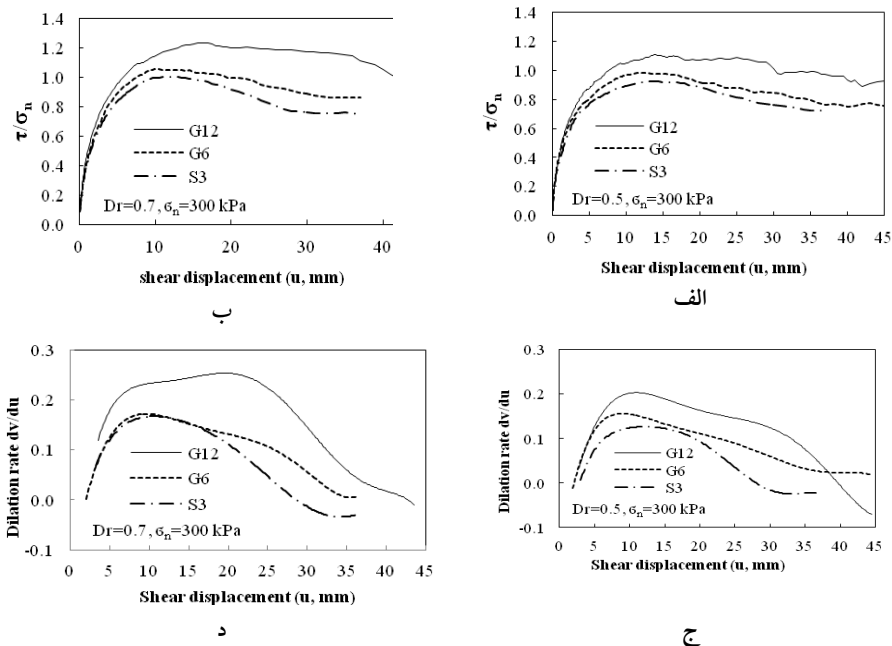 1.4
1.2
1.0
0.8
0.6
0.4
0.2
0.0
τ/σn
G12
G6
S3
Dr=0.7, σn=300 kPa
0 10 20 30 40
shear displacement (u, mm)
ب
1.4
1.2
1.0
0.8
0.6
0.4
0.2
0.0
τ/σn
G12
G6
S3
Dr=0.5, σn=300 kPa
0 5 10 15 20 25 30 35 40 45
Shear displacement (u, mm)
الف
0.3
0.2
0.1
0.0
-0.1
Dilation rate dv/du
G12
G6
S3
Dr=0.7, σn=300 kPa
0 5 10 15 20 25 30 35 40 45
Shear displacement (u, mm)
د
0.3
0.2
0.1
0.0
-0.1
Dilation rate dv/du
G12
G6
S3
Dr=0.5, σn=300 kPa
0 5 10 15 20 25 30 35 40 45
Shear displacement (u, mm)
ج